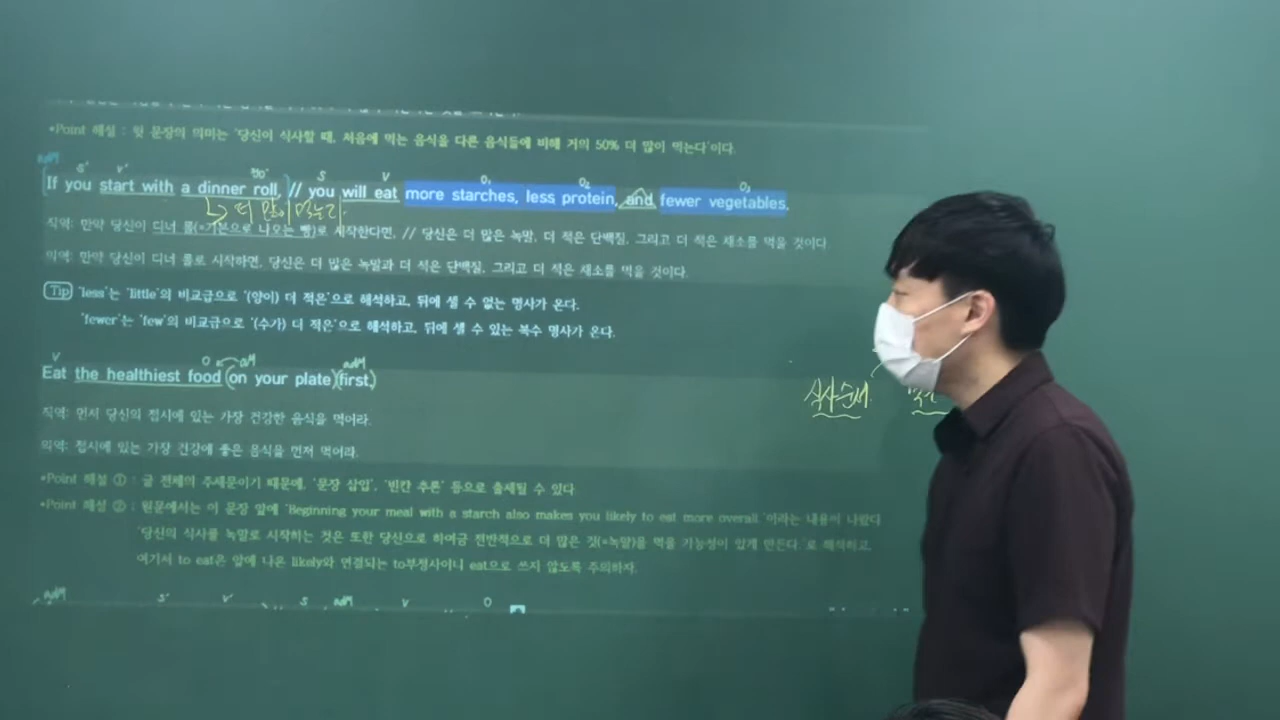 *Point 해설 : 윗 문장의 의미는 '당신이 식사할 때, 처음에 먹는 음식을 다른 음식들에 비해 거의 50% 더 많이 먹는다'이다.
S' V' S V O₁ O₂ O₃
If you start with a dinner roll, // you will eat more starches, less protein, and fewer vegetables.
더 많이 먹는다.
직역: 만약 당신이 디너 롤(=기본으로 나오는 빵)로 시작한다면, // 당신은 더 많은 녹말, 더 적은 단백질, 그리고 더 적은 채소를 먹을 것이다.
의역: 만약 당신이 디너 롤로 시작하면, 당신은 더 많은 녹말과 더 적은 단백질, 그리고 더 적은 채소를 먹을 것이다.
Tip 'less'는 'little'의 비교급으로 '(양이) 더 적은'으로 해석하고, 뒤에 셀 수 없는 명사가 온다.
'fewer'는 'few'의 비교급으로 '(수가) 더 적은'으로 해석하고, 뒤에 셀 수 있는 복수 명사가 온다.
V O adM
Eat the healthiest food (on your plate)(first.)
식사순서
직역: 먼저 당신의 접시에 있는 가장 건강한 음식을 먹어라.
의역: 접시에 있는 가장 건강에 좋은 음식을 먼저 먹어라.
*Point 해설 ① : 글 전체의 주제문이기 때문에, '문장 삽입', '빈칸 추론' 등으로 출제될 수 있다.
*Point 해설 ② : 원문에서는 이 문장 앞에 'Beginning your meal with a starch also makes you likely to eat more overall.'이라는 내용이 나왔다
'당신의 식사를 녹말로 시작하는 것은 또한 당신으로 하여금 전반적으로 더 많은 것(=녹말)을 먹을 가능성이 있게 만든다.'로 해석하고,
여기서 to eat은 앞에 나온 likely와 연결되는 to부정사이니 eat으로 쓰지 않도록 주의하자.
adM S' V' S adM V O